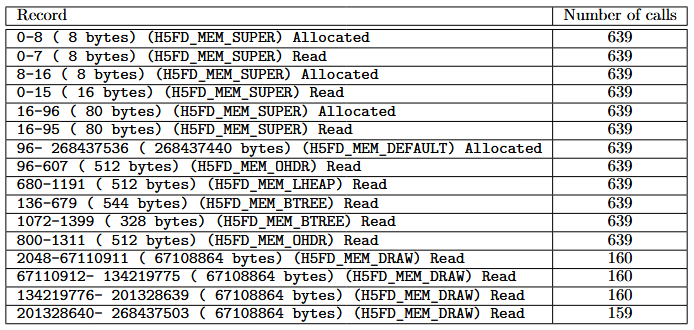 Record Number of calls
0-8 ( 8 bytes) (H5FD_MEM_SUPER) Allocated 639
0-7 ( 8 bytes) (H5FD_MEM_SUPER) Read 639
8-16 ( 8 bytes) (H5FD_MEM_SUPER) Allocated 639
0-15 ( 16 bytes) (H5FD_MEM_SUPER) Read 639
16-96 ( 80 bytes) (H5FD_MEM_SUPER) Allocated 639
16-95 ( 80 bytes) (H5FD_MEM_SUPER) Read 639
96- 268437536 ( 268437440 bytes) (H5FD_MEM_DEFAULT) Allocated 639
96-607 ( 512 bytes) (H5FD_MEM_OHDR) Read 639
680-1191 ( 512 bytes) (H5FD_MEM_LHEAP) Read 639
136-679 ( 544 bytes) (H5FD_MEM_BTREE) Read 639
1072-1399 ( 328 bytes) (H5FD_MEM_BTREE) Read 639
800-1311 ( 512 bytes) (H5FD_MEM_OHDR) Read 639
2048-67110911 ( 67108864 bytes) (H5FD_MEM_DRAW) Read 160
67110912- 134219775 ( 67108864 bytes) (H5FD_MEM_DRAW) Read 160
134219776- 201328639 ( 67108864 bytes) (H5FD_MEM_DRAW) Read 160
201328640- 268437503 ( 67108864 bytes) (H5FD_MEM_DRAW) Read 159